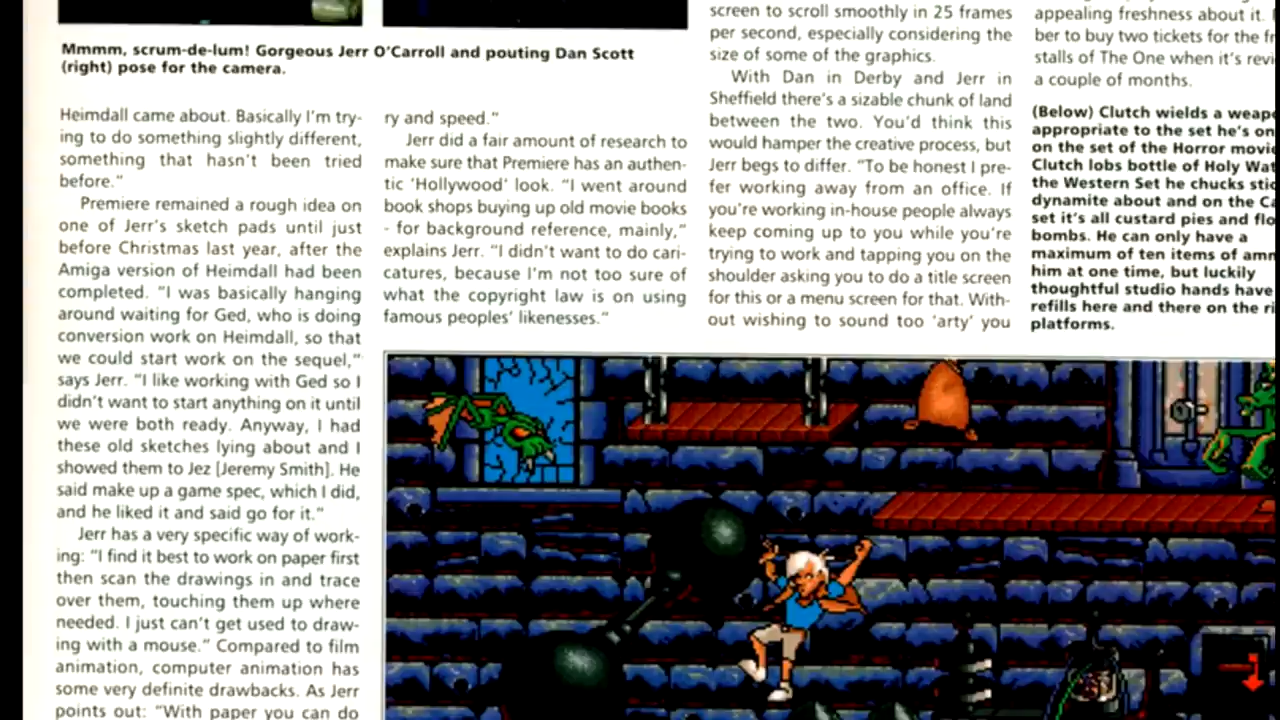 Mmmm, scrum-de-lum! Gorgeous Jerr O'Carroll and pouting Dan Scott
(right) pose for the camera.
Heimdall came about. Basically I'm try-
ing to do something slightly different,
something that hasn't been tried
before."
Premiere remained a rough idea on
one of Jerr's sketch pads until just
before Christmas last year, after the
Amiga version of Heimdall had been
completed. "I was basically hanging
around waiting for Ged, who is doing
conversion work on Heimdall, so that
we could start work on the sequel,"
says Jerr. "I like working with Ged so I
didn't want to start anything on it until
we were both ready. Anyway, I had
these old sketches lying about and I
showed them to Jez [Jeremy Smith]. He
said make up a game spec, which I did,
and he liked it and said go for it."
Jerr has a very specific way of work-
ing: "I find it best to work on paper first
then scan the drawings in and trace
over them, touching them up where
needed. I just can't get used to draw-
ing with a mouse." Compared to film
animation, computer animation has
some very definite drawbacks. As Jerr
points out: "With paper you can do
ry and speed."
Jerr did a fair amount of research to
make sure that Premiere has an authen-
tic 'Hollywood' look. "I went around
book shops buying up old movie books
- for background reference, mainly,"
explains Jerr. "I didn't want to do cari-
catures, because I'm not too sure of
what the copyright law is on using
famous peoples' likenesses."
screen to scroll smoothly in 25 frames
per second, especially considering the
size of some of the graphics.
With Dan in Derby and Jerr in
Sheffield there's a sizable chunk of land
between the two. You'd think this
would hamper the creative process, but
Jerr begs to differ. "To be honest I pre-
fer working away from an office. If
you're working in-house people always
keep coming up to you while you're
trying to work and tapping you on the
shoulder asking you to do a title screen
for this or a menu screen for that. With-
out wishing to sound too 'arty' you
appealing freshness about it.
ber to buy two tickets for the
stalls of The One when it's
a couple of months.
(Below) Clutch wields a
appropriate to the set he's on
on the set of the Horror
Clutch lobs bottle of Holy
the Western Set he chucks
dynamite about and on the
set it's all custard pies and
bombs. He can only have a
maximum of ten items of
him at one time, but luckily
thoughtful studio hands have
refills here and there on the
platforms.